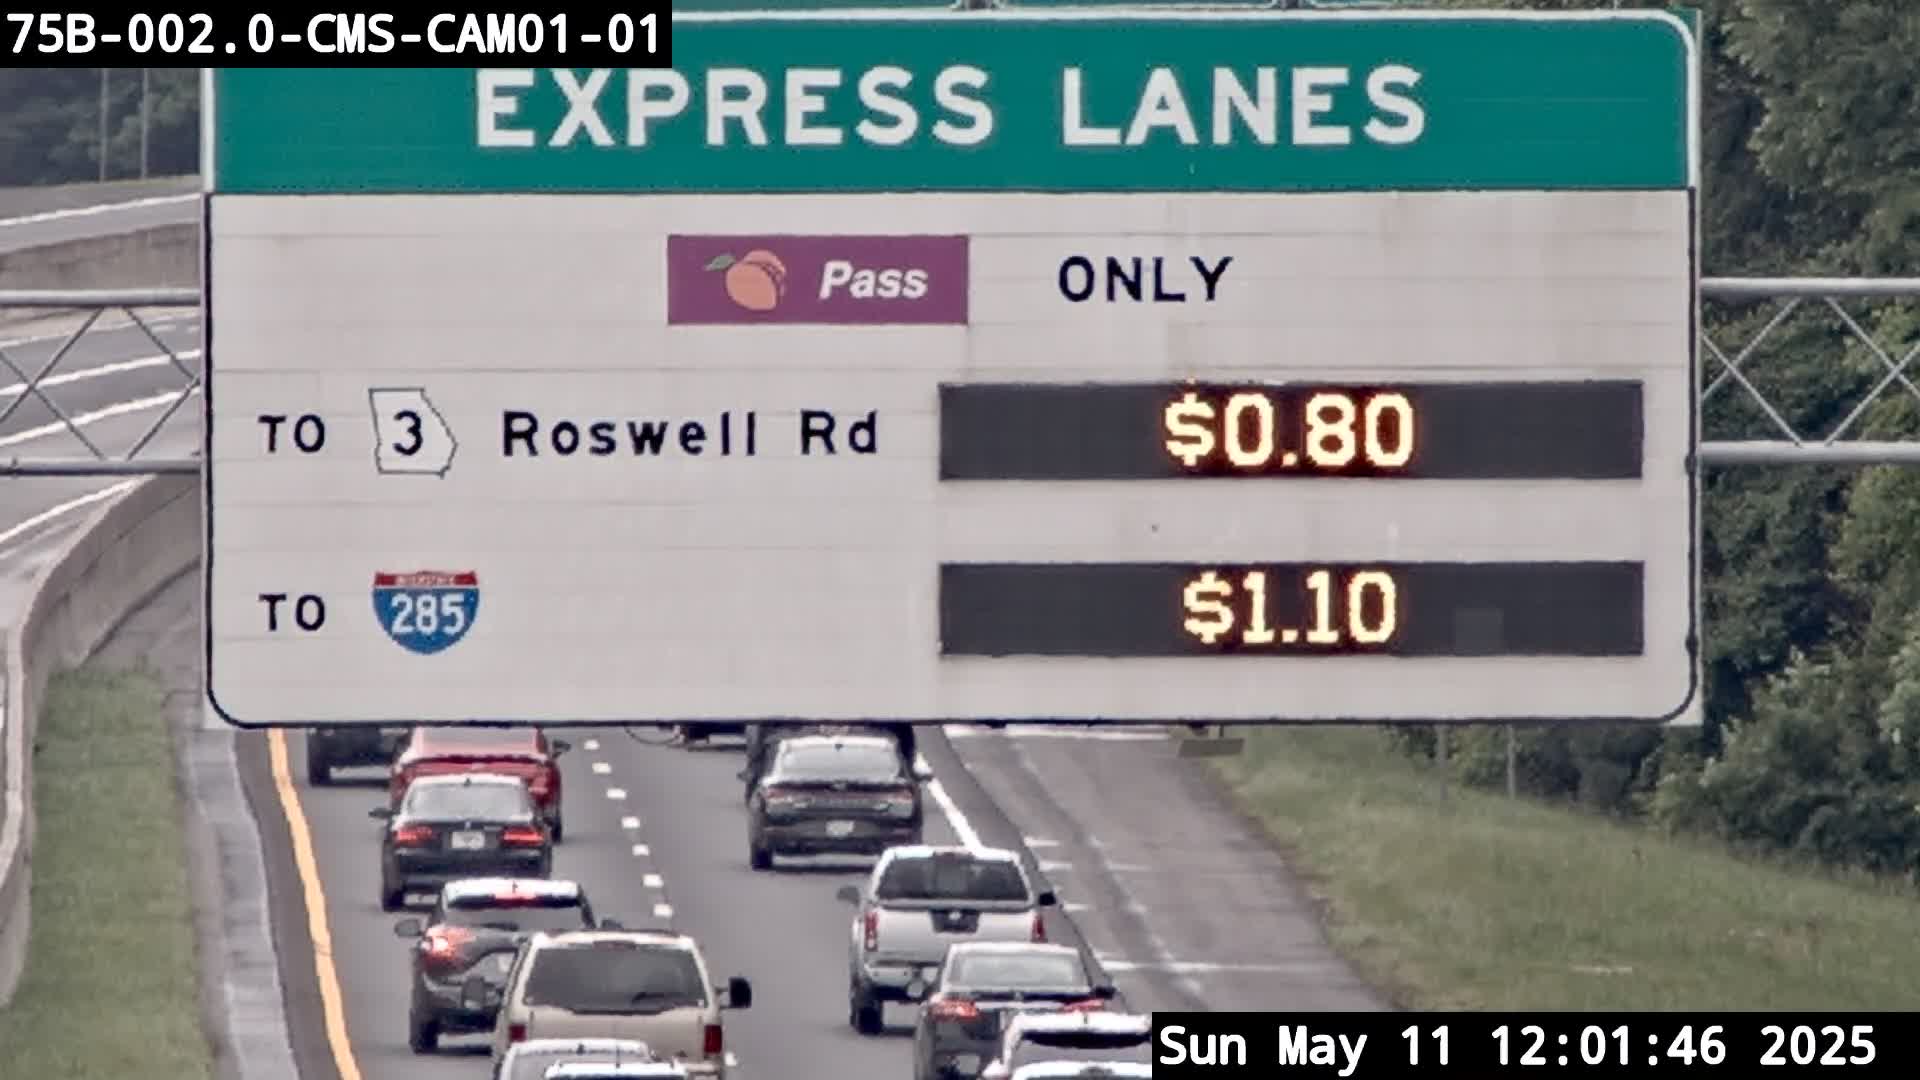 75B-002.0-CMS-CAM01-01
EXPRESS LANES
Pass ONLY
TO 3 Roswell Rd $0.80
TO 285 $1.10
Sun May 11 12:01:46 2025